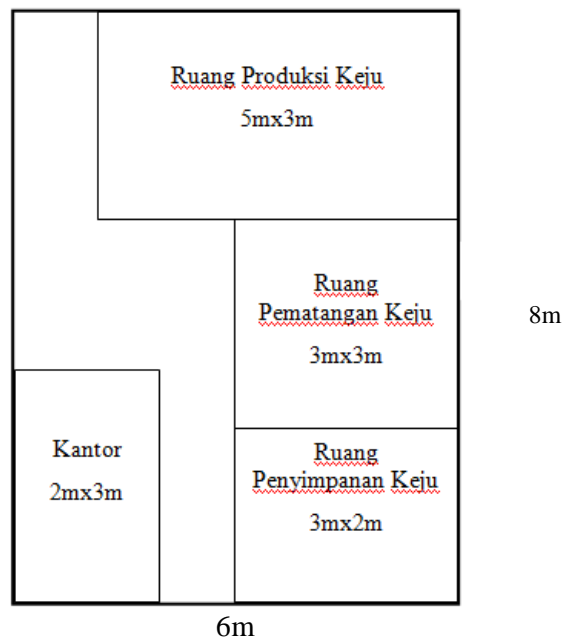 Ruang Produksi Keju
5mx3m
Ruang
Pematangan Keju
3mx3m
8m
Kantor
2mx3m
Ruang
Penyimpanan Keju
3mx2m
6m